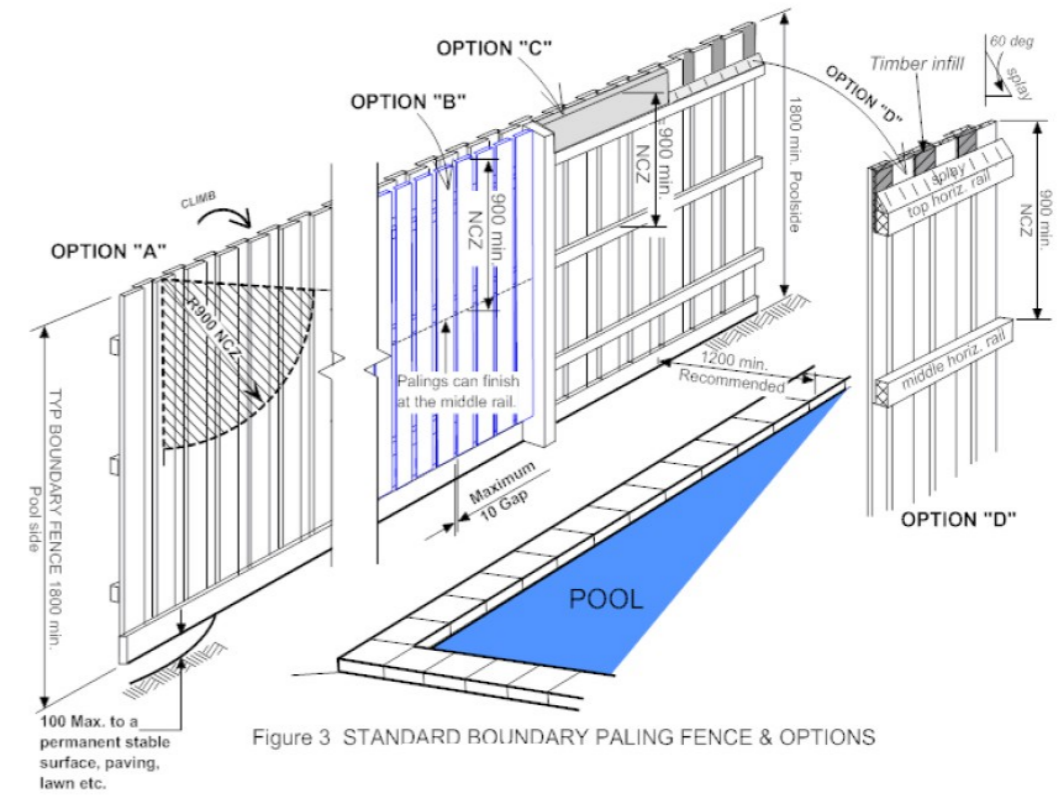 OPTION "C"
OPTION "B"
CLIMB
OPTION "A"
R900 NCZ
TYP BOUNDARY FENCE 1800 min.
Pool side
900 min.
NCZ
Palings can finish
at the middle rail.
900 min.
NCZ
1800 min. Poolside
OPTION "D"
Timber infill
60 deg
splay
splay
top horiz. rail
900 min.
NCZ
middle horiz. rail
OPTION "D"
1200 min.
Recommended
Maximum
10 Gap
POOL
100 Max. to a
permanent stable
surface, paving,
lawn etc.
Figure 3 STANDARD BOUNDARY PALING FENCE & OPTIONS